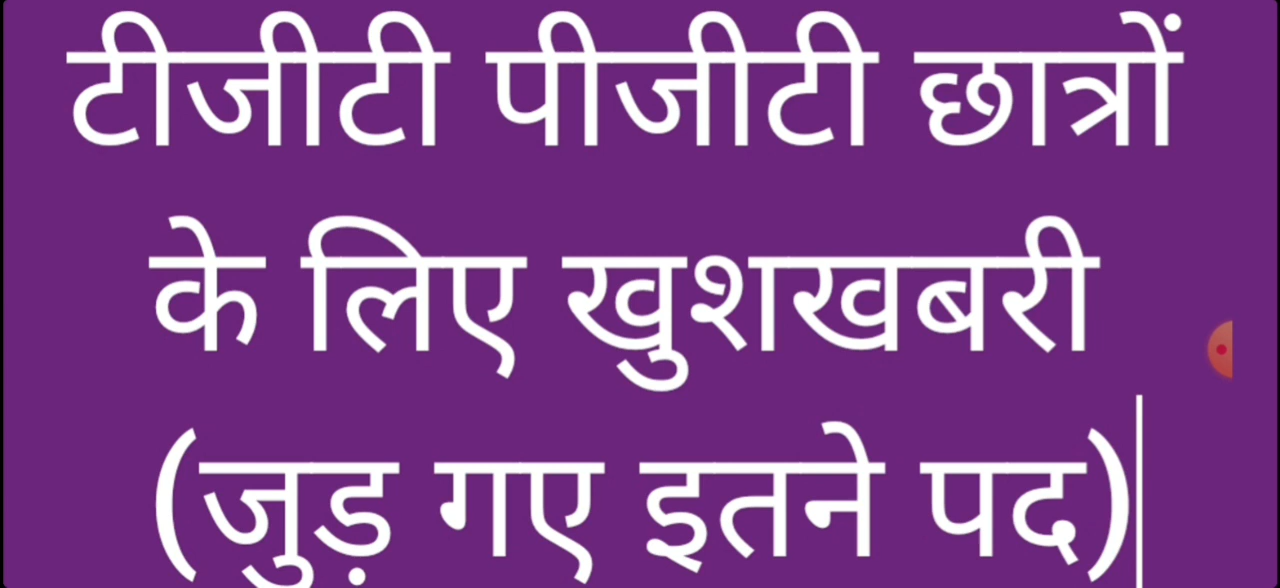 टीजीटी पीजीटी छात्रों
के लिए खुशखबरी
(जुड़ गए इतने पद)